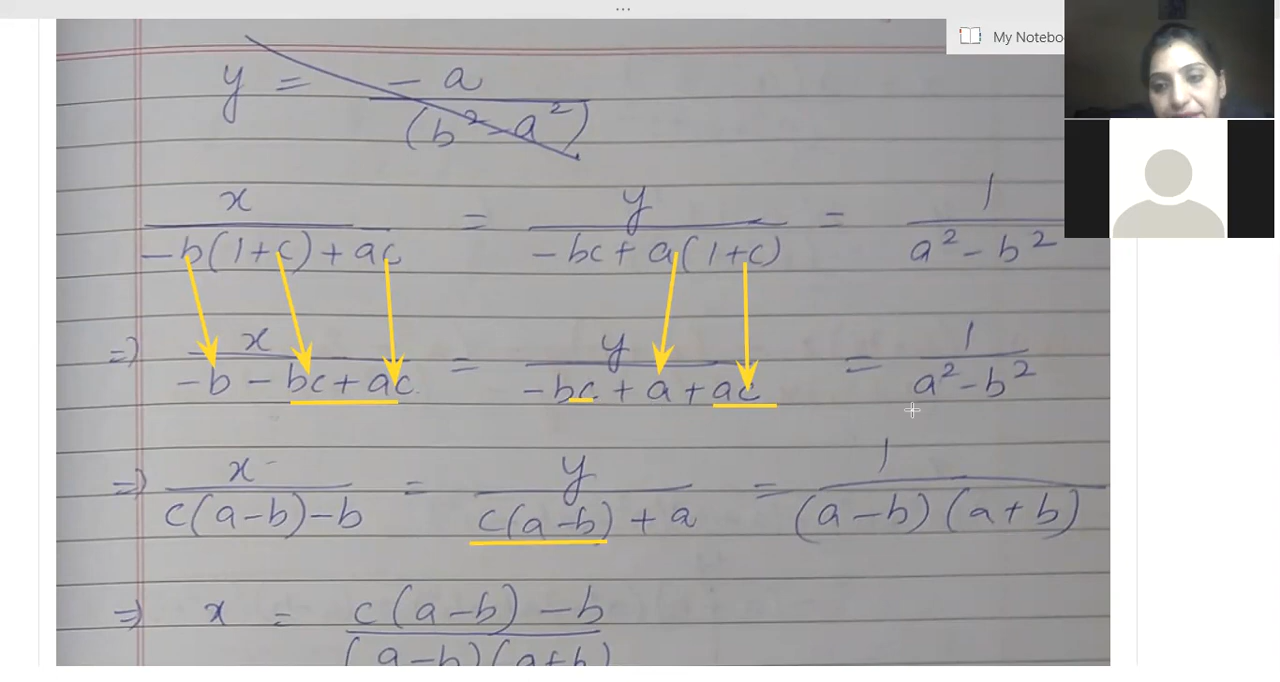 ...
My Notebo
y = - a / (b² - a²)
x / -b(1+c) + ac = y / -bc + a(1+c) = 1 / a² - b²
=) x / -b - bc + ac = y / -bc + a + ac = 1 / a² - b²
=) x / c(a-b) - b = y / c(a-b) + a = 1 / (a-b)(a+b)
=) x = c(a-b) - b / (a-b)(a+b)